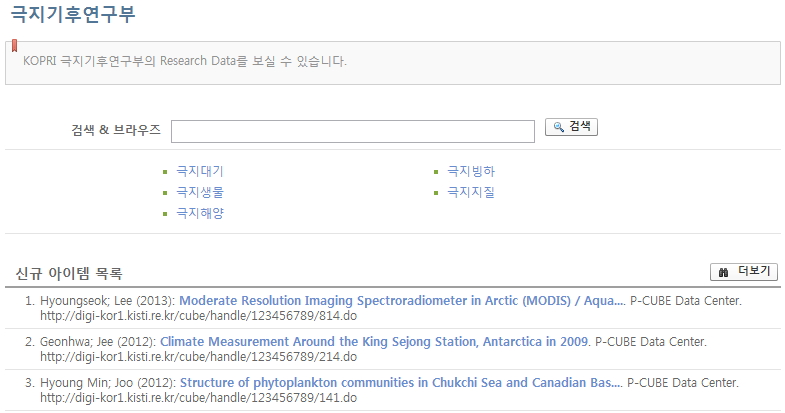 극지기후연구부
KOPRI 극지기후연구부의 Research Data를 보실 수 있습니다.
검색 & 브라우즈 검색
극지대기 극지빙하
극지생물 극지지질
극지해양
신규 아이템 목록 더보기
1. Hyoungseok; Lee (2013): Moderate Resolution Imaging Spectroradiometer in Arctic (MODIS) / Aqua.... P-CUBE Data Center.
http://digi-kor1.kisti.re.kr/cube/handle/123456789/814.do
2. Geonhwa; Jee (2012): Climate Measurement Around the King Sejong Station, Antarctica in 2009. P-CUBE Data Center.
http://digi-kor1.kisti.re.kr/cube/handle/123456789/214.do
3. Hyoung Min; Joo (2012): Structure of phytoplankton communities in Chukchi Sea and Canadian Bas.... P-CUBE Data Center.
http://digi-kor1.kisti.re.kr/cube/handle/123456789/141.do